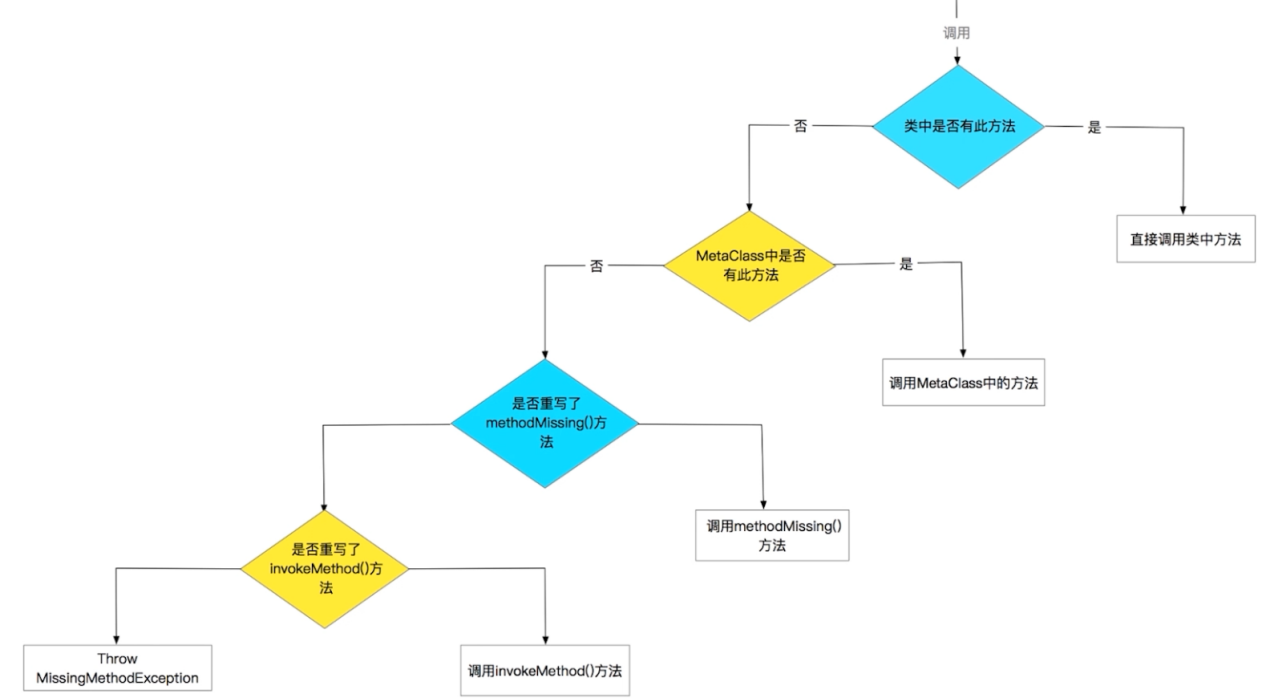 调用
类中是否有此方法
否
是
直接调用类中方法
MetaClass中是否
有此方法
否
是
调用MetaClass中的方法
是否重写了
methodMissing()方
法
调用methodMissing()
方法
是否重写了
invokeMethod()方
法
Throw
MissingMethodException
调用invokeMethod()方法